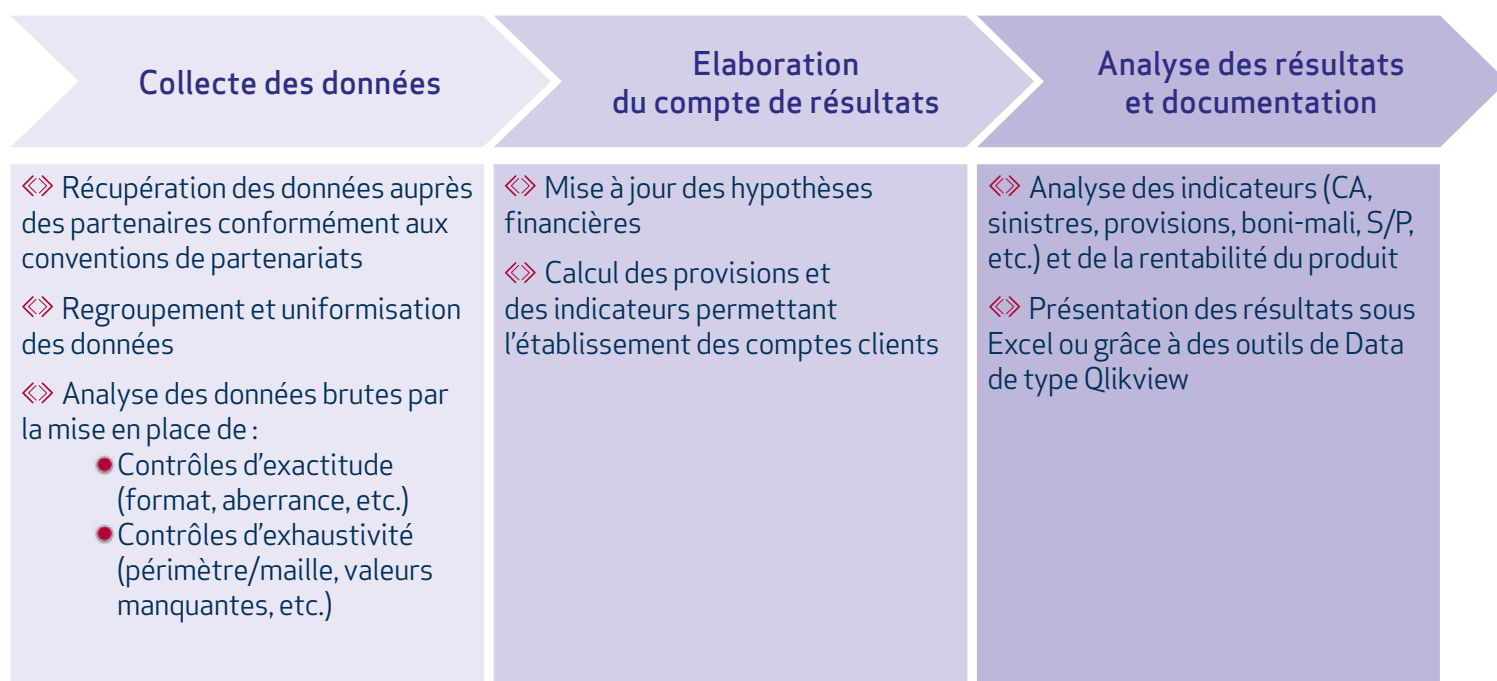 Collecte des données
Elaboration
du compte de résultats
Analyse des résultats
et documentation
Récupération des données auprès
des partenaires conformément aux
conventions de partenariats
Regroupement et uniformisation
des données
Analyse des données brutes par
la mise en place de :
Contrôles d'exactitude
(format, aberrance, etc.)
Contrôles d'exhaustivité
(périmètre/maille, valeurs
manquantes, etc.)
Mise à jour des hypothèses
financières
Calcul des provisions et
des indicateurs permettant
l'établissement des comptes clients
Analyse des indicateurs (CA,
sinistres, provisions, boni-mali, S/P,
etc.) et de la rentabilité du produit
Présentation des résultats sous
Excel ou grâce à des outils de Data
de type Qlikview